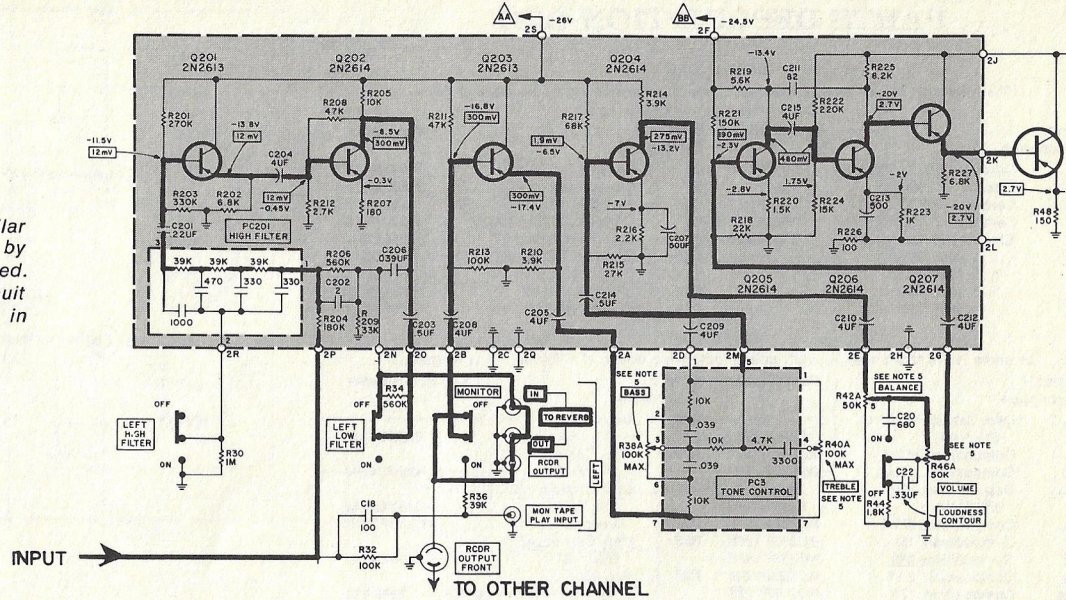 AA
-26V
2S
BB
-24.5V
2F
Q201
2N2613
Q202
2N2614
Q203
2N2613
Q204
2N2614
R201
270K
-11.5V
12 mV
-13.8V
12 mV
R203
330K
R202
6.8K
C204
4UF
12 mV
-0.45V
R208
47K
R205
10K
-8.5V
300mV
-0.3V
R212
2.7K
R207
180
PC201
HIGH FILTER
C201
.22UF
3
39K
39K
39K
1
470
330
330
1000
2
R206
560K
C206
.039UF
C202
2
R204
180K
R
209
33K
C203
.5UF
R211
47K
-16.8V
300mV
300mV
-17.4V
R213
100K
R210
3.9K
C208
4UF
C205
4UF
R217
68K
1.9mV
-6.5V
R214
3.9K
275mV
-13.2V
-7V
R216
2.2K
C207
50UF
R215
27K
C214
.5UF
C209
4UF
R219
5.6K
-13.4V
C211
82
R221
150K
190mV
-2.3V
C215
4UF
R222
220K
480mV
-2.8V
R220
1.5K
1.75V
R224
15K
R218
22K
R225
8.2K
-20V
2.7V
C213
500
-2V
R223
1K
R226
100
R227
6.8K
-20V
2.7V
2J
2K
2L
2.7V
R48
150
Q205
2N2614
Q206
2N2614
Q207
2N2614
C210
4UF
C212
4UF
2R
2P
2N
2O
2B
2C
2Q
2A
2D
2M
2E
2H
2G
OFF
LEFT
HIGH
FILTER
ON
R30
1M
R34
560K
OFF
LEFT
LOW
FILTER
ON
MONITOR
OFF
ON
IN
TO REVERB
OUT
RCDR
OUTPUT
LEFT
R36
39K
MON TAPE
PLAY INPUT
C18
100
R32
100K
RCDR
OUTPUT
FRONT
INPUT
TO OTHER CHANNEL
SEE NOTE
5
BASS
R38A
100K
MAX.
1
10K
2
.039
3
10K
4.7K
3300
4
5
.039
6
10K
7
PC3
TONE CONTROL
1
7
R40A
100K
MAX
TREBLE
SEE NOTE
5
SEE NOTE
5
BALANCE
R42A
50K
5
C20
680
ON
OFF
R44
1.8K
C22
.33UF
LOUDNESS
CONTOUR
SEE NOTE
5
R46A
50K
VOLUME
lar
by
ed.
uit
in